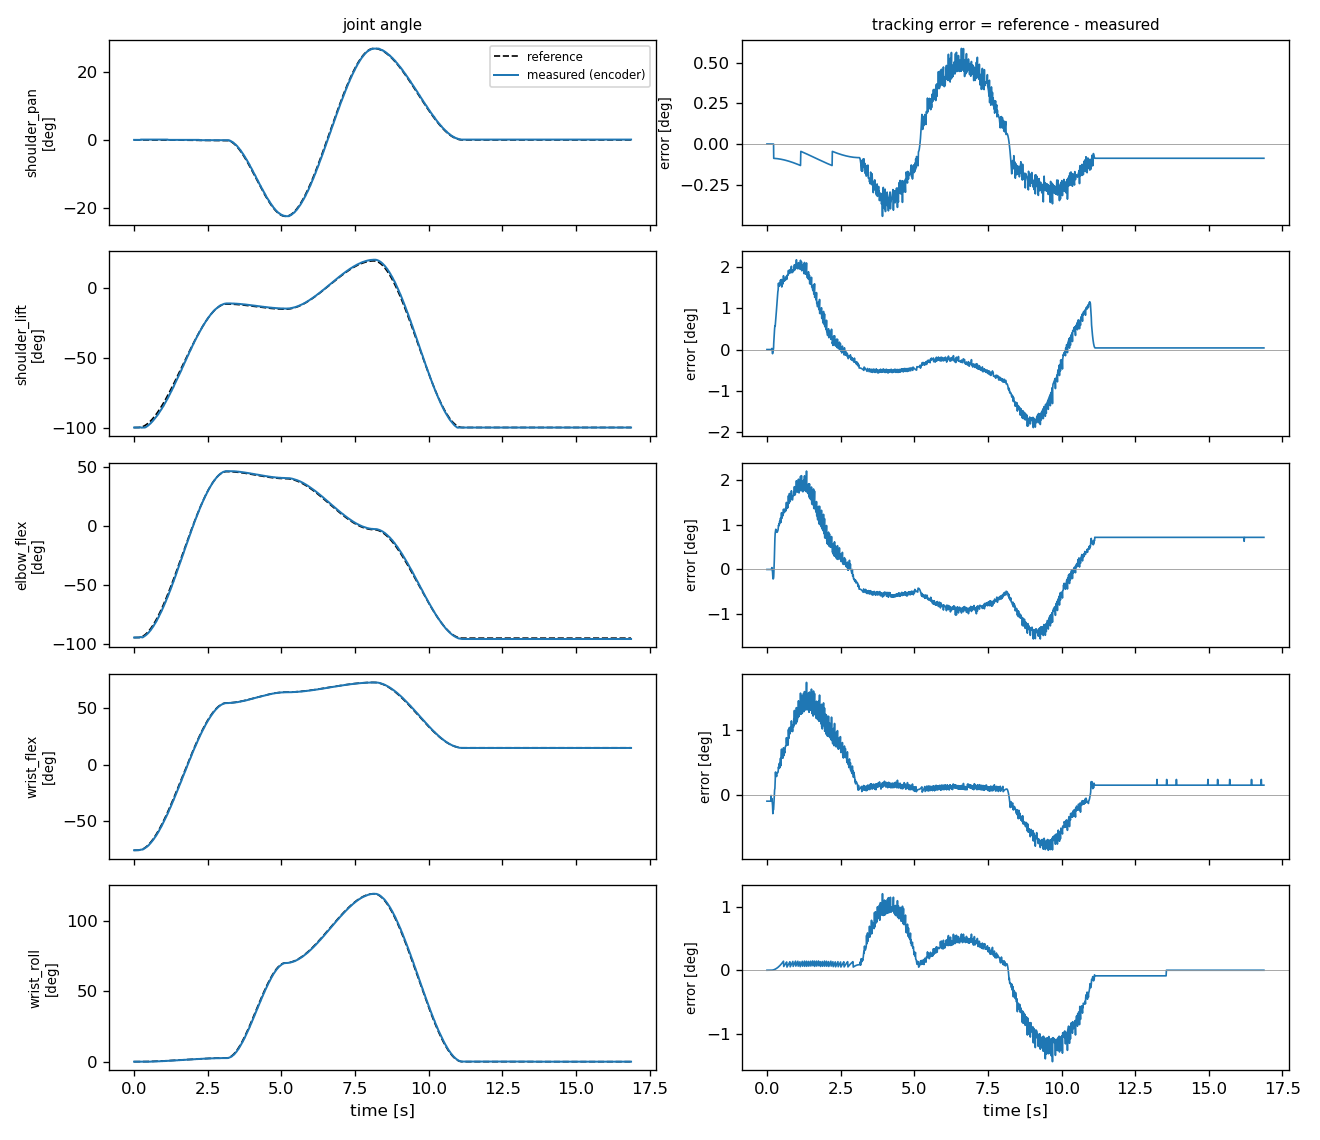 joint angle
tracking error = reference - measured
reference
measured (encoder)
shoulder_pan
[deg]
20
0
−20
error [deg]
0.50
0.25
0.00
−0.25
shoulder_lift
[deg]
0
−50
−100
error [deg]
2
1
0
−1
−2
elbow_flex
[deg]
50
0
−50
−100
error [deg]
2
1
0
−1
wrist_flex
[deg]
50
0
−50
error [deg]
1
0
wrist_roll
[deg]
100
50
0
error [deg]
1
0
−1
0.0 2.5 5.0 7.5 10.0 12.5 15.0 17.5
time [s]
0.0 2.5 5.0 7.5 10.0 12.5 15.0 17.5
time [s]